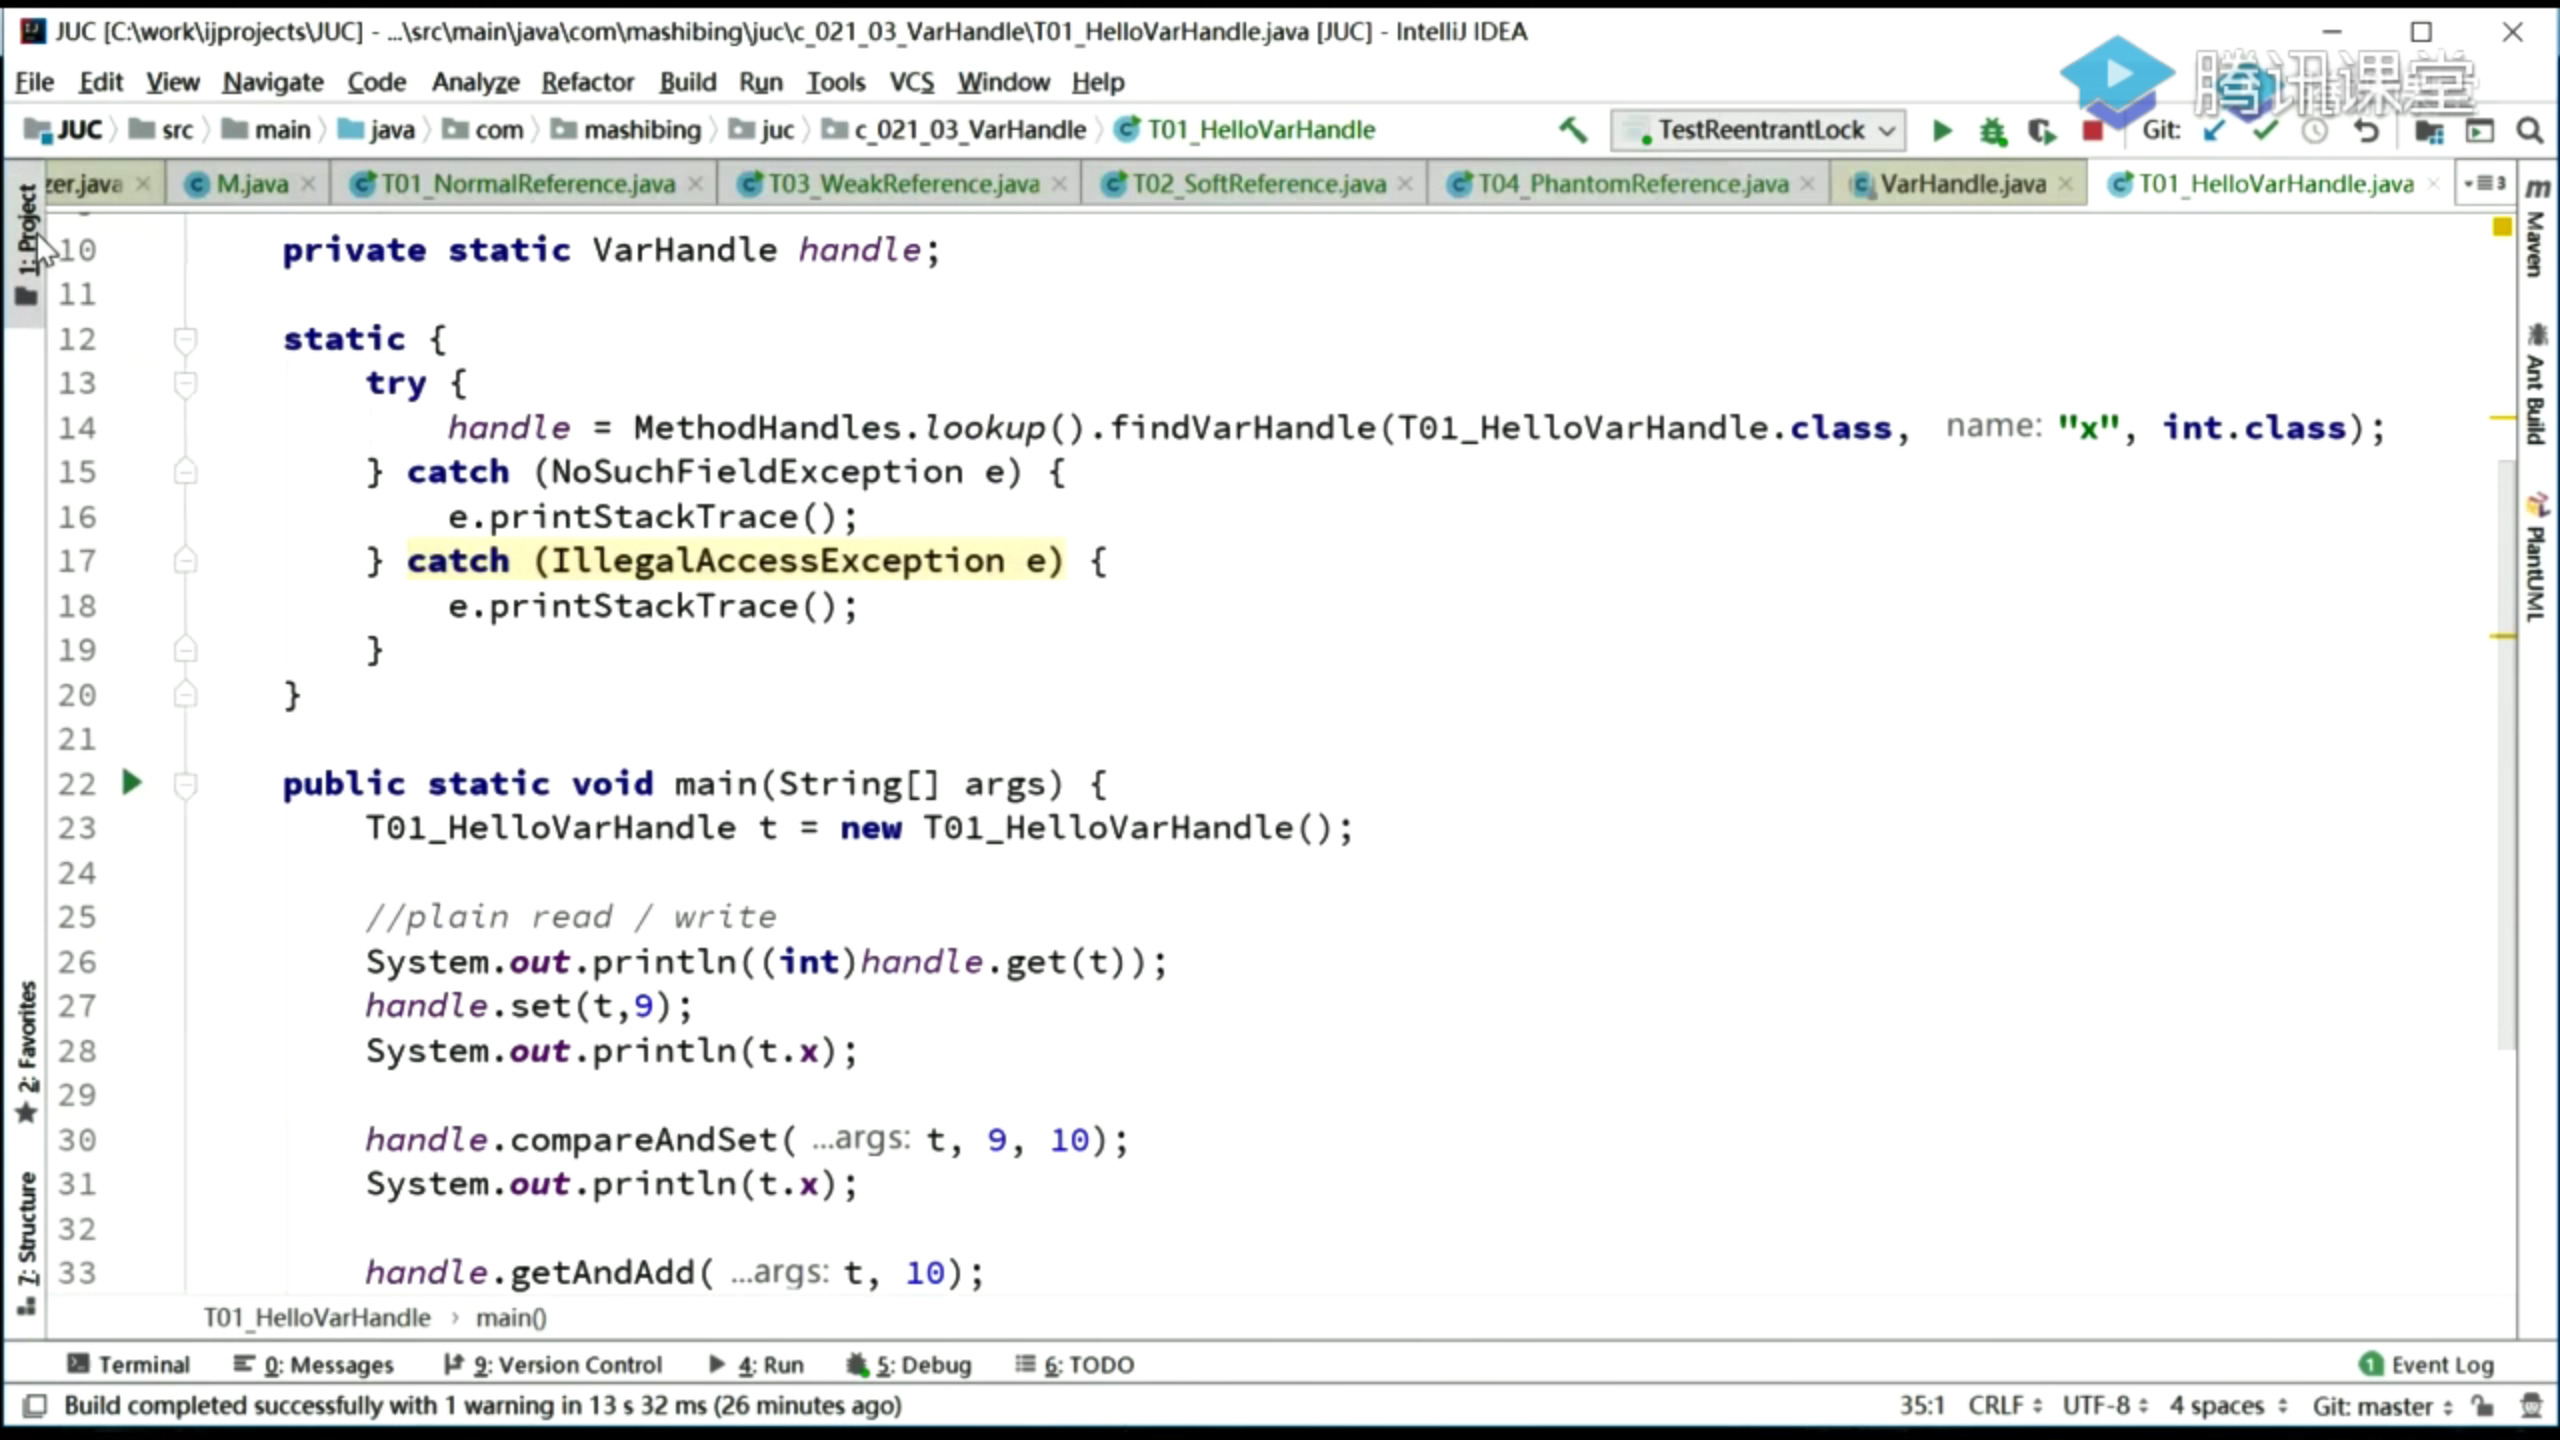 JUC [C:\work\ijprojects\JUC] - ...\src\main\java\com\mashibing\juc\c_021_03_VarHandle\T01_HelloVarHandle.java [JUC] - IntelliJ IDEA
File Edit View Navigate Code Analyze Refactor Build Run Tools VCS Window Help
腾讯课堂
JUC src main java com mashibing juc c_021_03_VarHandle T01_HelloVarHandle TestReentrantLock Git:
zer.java M.java T01_NormalReference.java T03_WeakReference.java T02_SoftReference.java T04_PhantomReference.java VarHandle.java T01_HelloVarHandle.java 3
1: Project
2: Favorites
7: Structure
m Maven
Ant Build
PlantUML
10 private static VarHandle handle;
11
12 static {
13 try {
14 handle = MethodHandles.lookup().findVarHandle(T01_HelloVarHandle.class, name: "x", int.class);
15 } catch (NoSuchFieldException e) {
16 e.printStackTrace();
17 } catch (IllegalAccessException e) {
18 e.printStackTrace();
19 }
20 }
21
22 public static void main(String[] args) {
23 T01_HelloVarHandle t = new T01_HelloVarHandle();
24
25 //plain read / write
26 System.out.println((int)handle.get(t));
27 handle.set(t,9);
28 System.out.println(t.x);
29
30 handle.compareAndSet( ...args: t, 9, 10);
31 System.out.println(t.x);
32
33 handle.getAndAdd( ...args: t, 10);
T01_HelloVarHandle › main()
Terminal 0: Messages 9: Version Control 4: Run 5: Debug 6: TODO 1 Event Log
Build completed successfully with 1 warning in 13 s 32 ms (26 minutes ago) 35:1 CRLF UTF-8 4 spaces Git: master